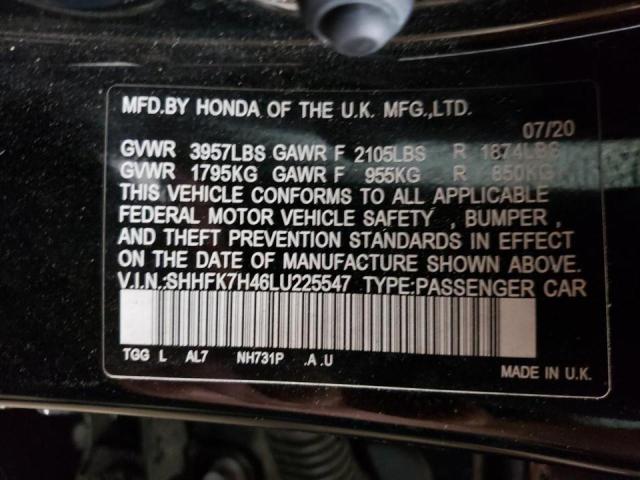 MFD.BY HONDA OF THE U.K. MFG.,LTD.
07/20
GVWR 3957LBS GAWR F 2105LBS R 1874LBS
GVWR 1795KG GAWR F 955KG R 850KG
THIS VEHICLE CONFORMS TO ALL APPLICABLE
FEDERAL MOTOR VEHICLE SAFETY , BUMPER ,
AND THEFT PREVENTION STANDARDS IN EFFECT
ON THE DATE OF MANUFACTURE SHOWN ABOVE.
V.I.N.:SHHFK7H46LU225547 TYPE:PASSENGER CAR
TGG L AL7 NH731P .A .U
MADE IN U.K.